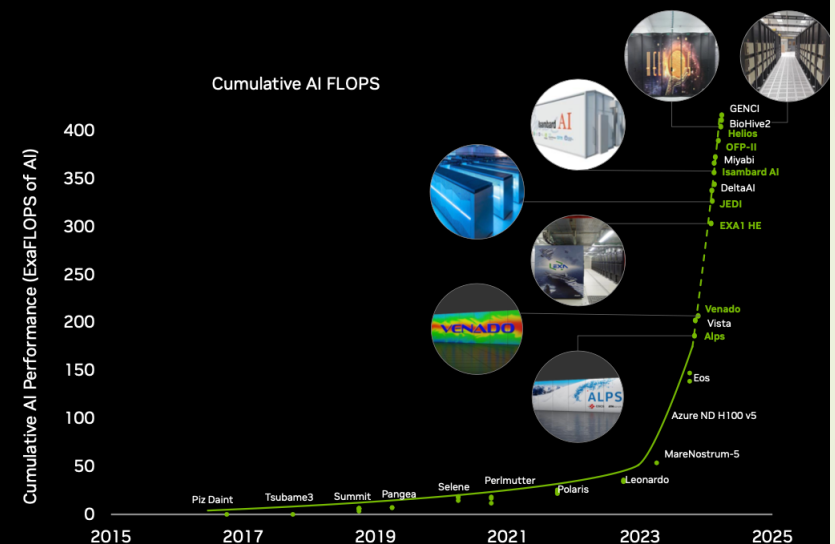 Cumulative AI FLOPS
Cumulative AI Performance (ExaFLOPS of AI)
400
350
300
250
200
150
100
50
0
2015
2017
2019
2021
2023
2025
Piz Daint
Tsubame3
Summit
Pangea
Selene
Perlmutter
Polaris
Leonardo
MareNostrum-5
Azure ND H100 v5
Eos
Alps
Vista
Venado
EXA1 HE
JEDI
DeltaAI
Isambard AI
Miyabi
OFP-II
Helios
BioHive2
GENCI
VENADO
ALPS